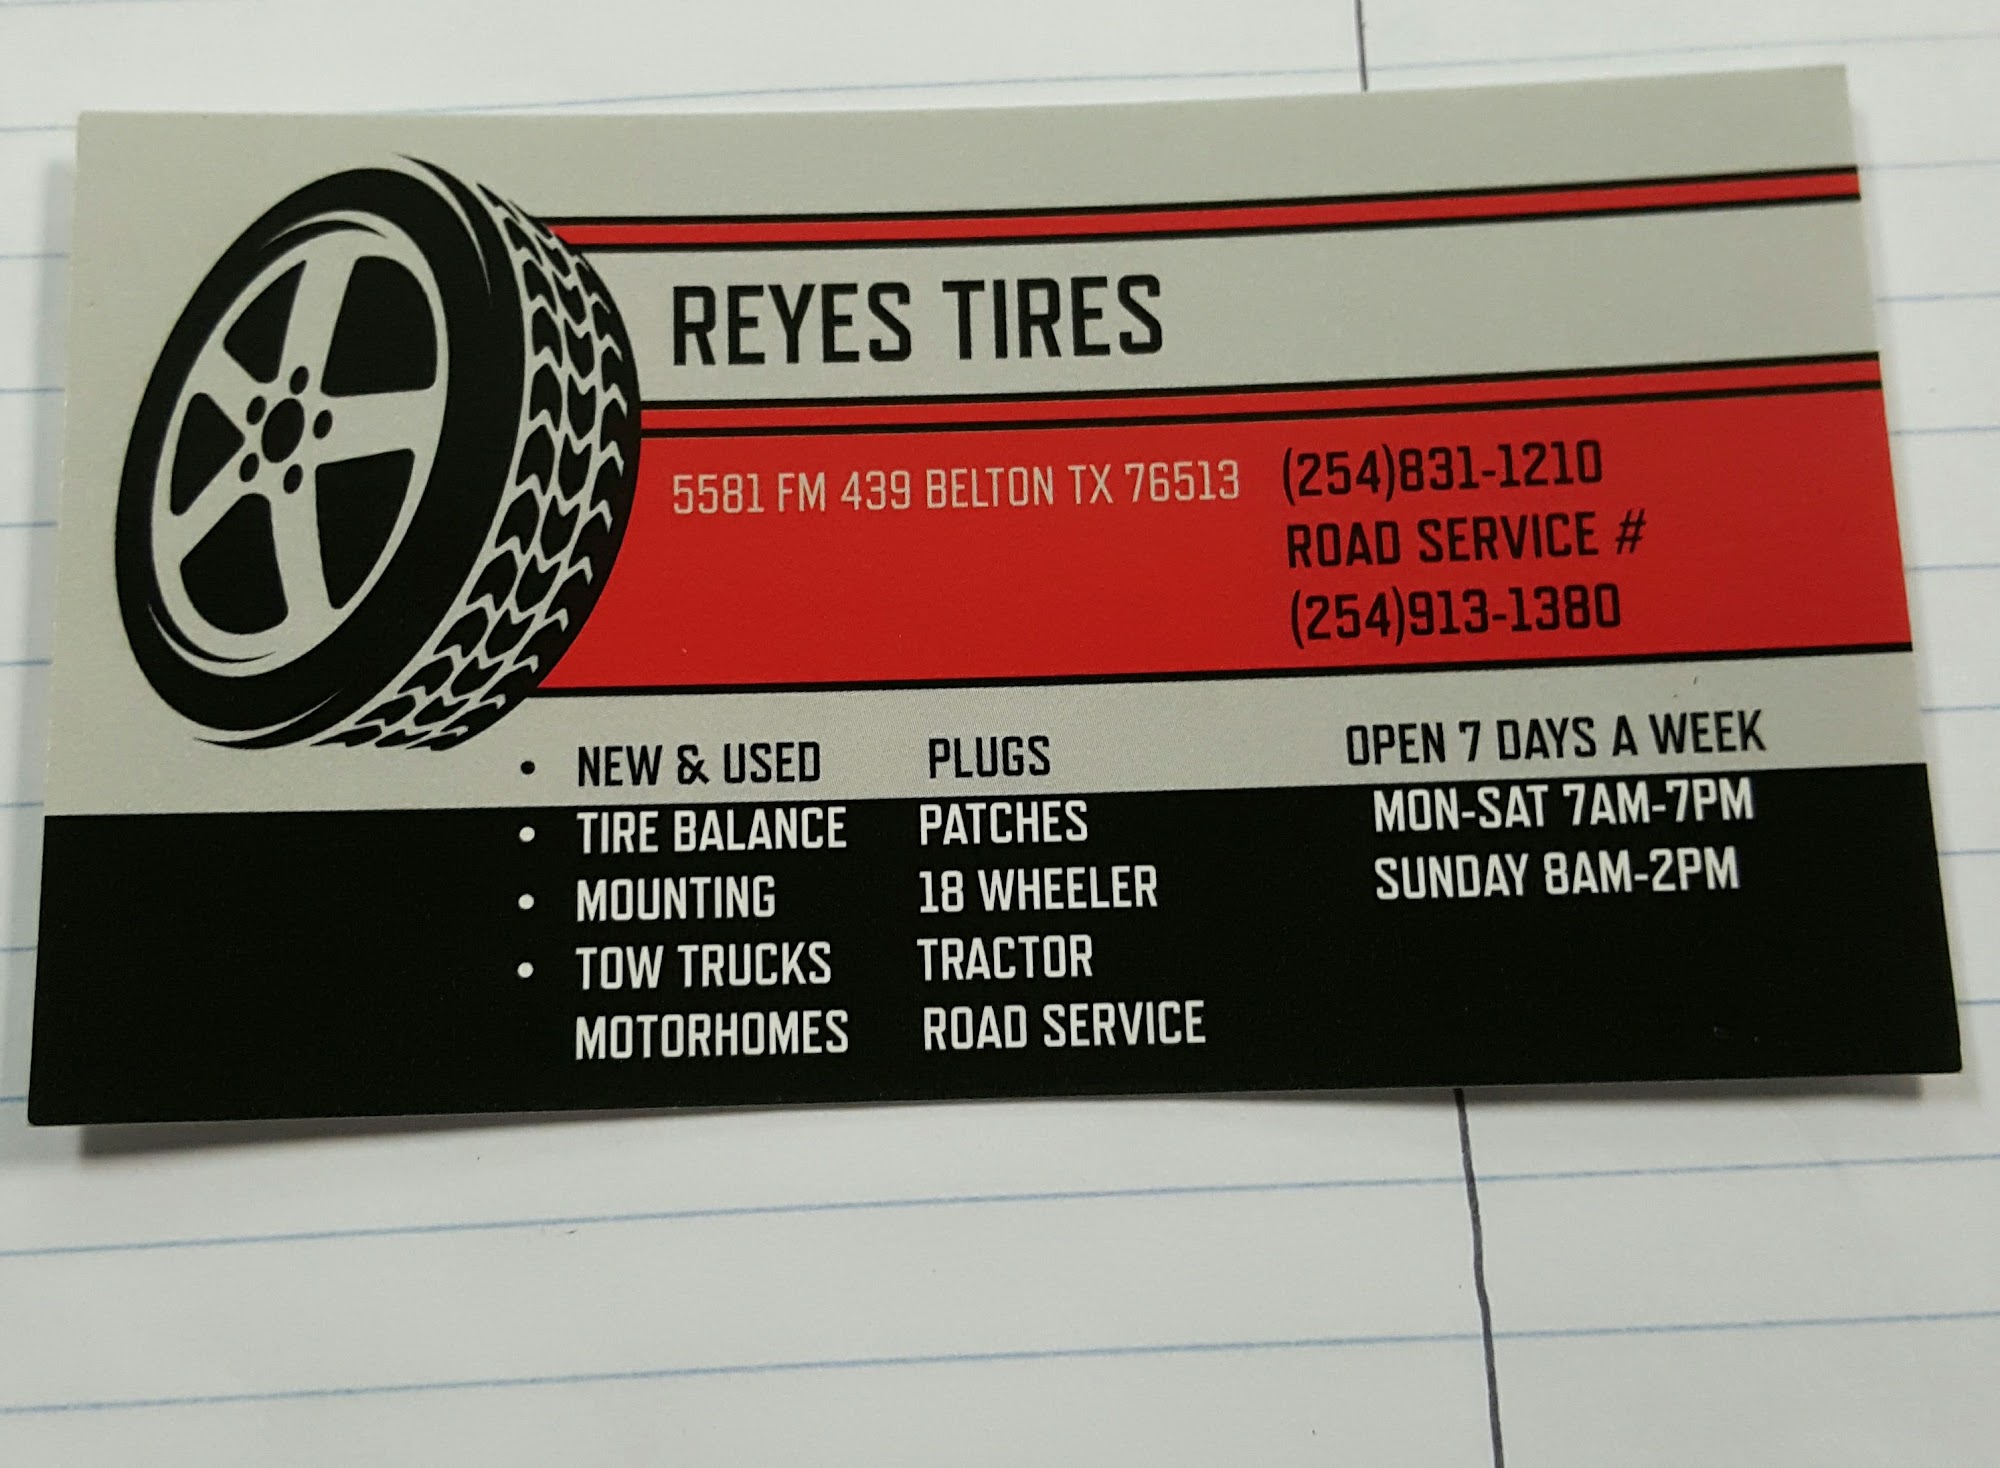 REYES TIRES
5581 FM 439 BELTON TX 76513
(254)831-1210
ROAD SERVICE #
(254)913-1380
• NEW & USED
• TIRE BALANCE
• MOUNTING
• TOW TRUCKS
MOTORHOMES
PLUGS
PATCHES
18 WHEELER
TRACTOR
ROAD SERVICE
OPEN 7 DAYS A WEEK
MON-SAT 7AM-7PM
SUNDAY 8AM-2PM